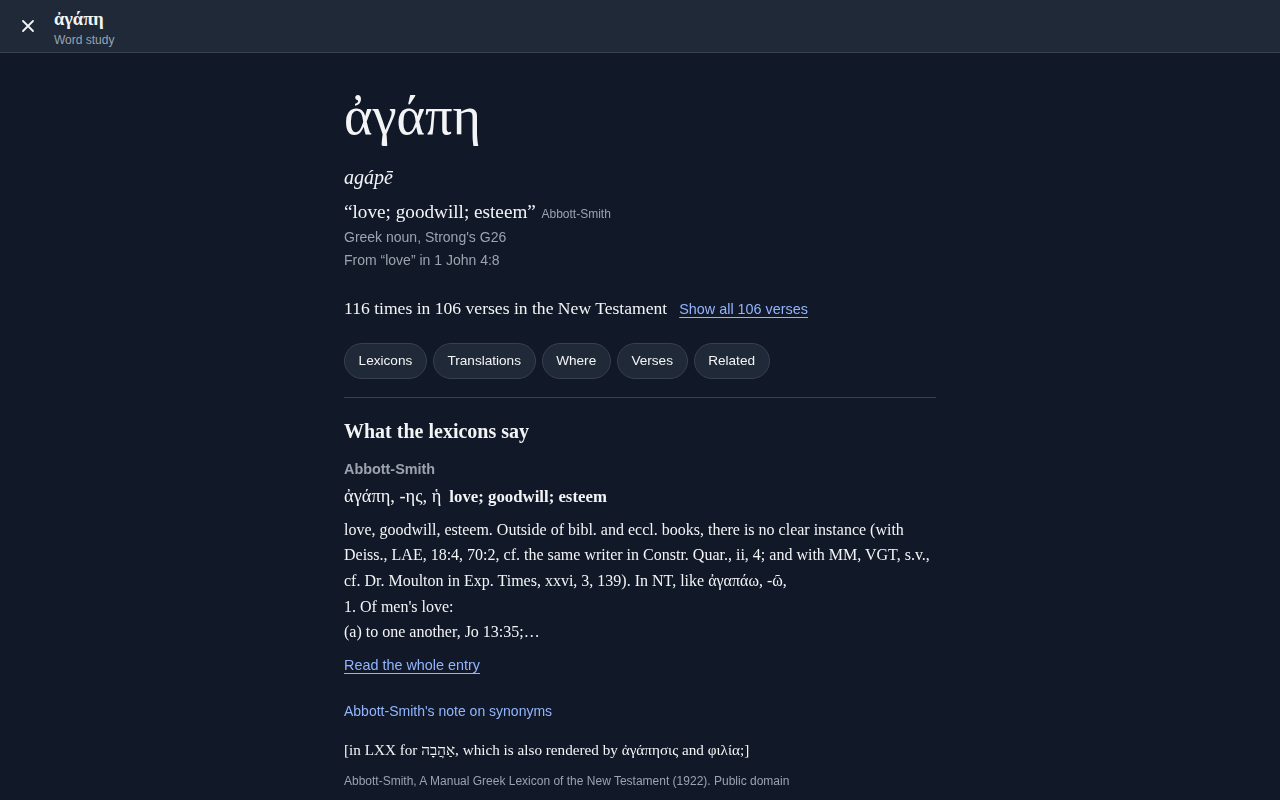 ἀγάπη
Word study
ἀγάπη
agápē
“love; goodwill; esteem” Abbott-Smith
Greek noun, Strong's G26
From “love” in 1 John 4:8
116 times in 106 verses in the New Testament Show all 106 verses
Lexicons Translations Where Verses Related
What the lexicons say
Abbott-Smith
ἀγάπη, -ης, ἡ love; goodwill; esteem
love, goodwill, esteem. Outside of bibl. and eccl. books, there is no clear instance (with
Deiss., LAE, 18:4, 70:2, cf. the same writer in Constr. Quar., ii, 4; and with MM, VGT, s.v.,
cf. Dr. Moulton in Exp. Times, xxvi, 3, 139). In NT, like ἀγαπάω, -ῶ,
1. Of men's love:
(a) to one another, Jo 13:35;…
Read the whole entry
Abbott-Smith's note on synonyms
[in LXX for אַהֲבָה, which is also rendered by ἀγάπησις and φιλία;]
Abbott-Smith, A Manual Greek Lexicon of the New Testament (1922). Public domain